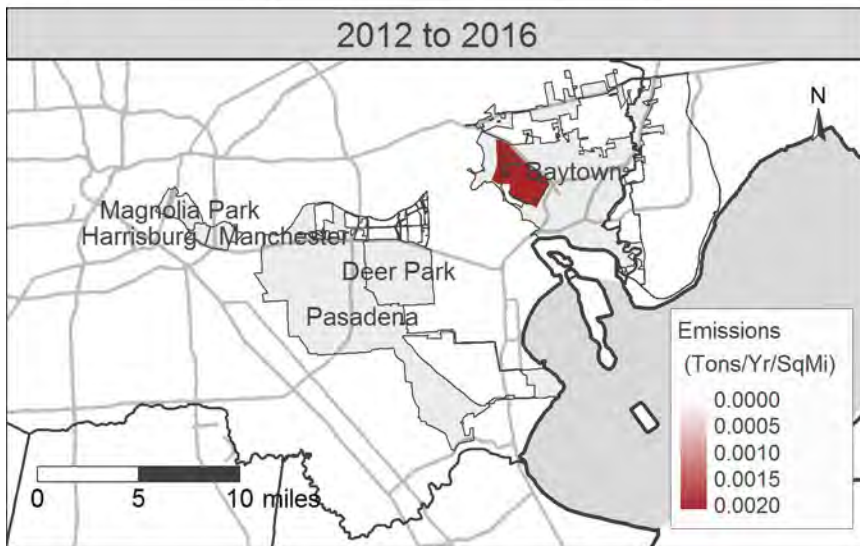 2012 to 2016
N
Baytown
Magnolia Park
Harrisburg
Manchester
Deer Park
Pasadena
Emissions
(Tons/Yr/SqMi)
0.0000
0.0005
0.0010
0.0015
0.0020
0 5 10 miles